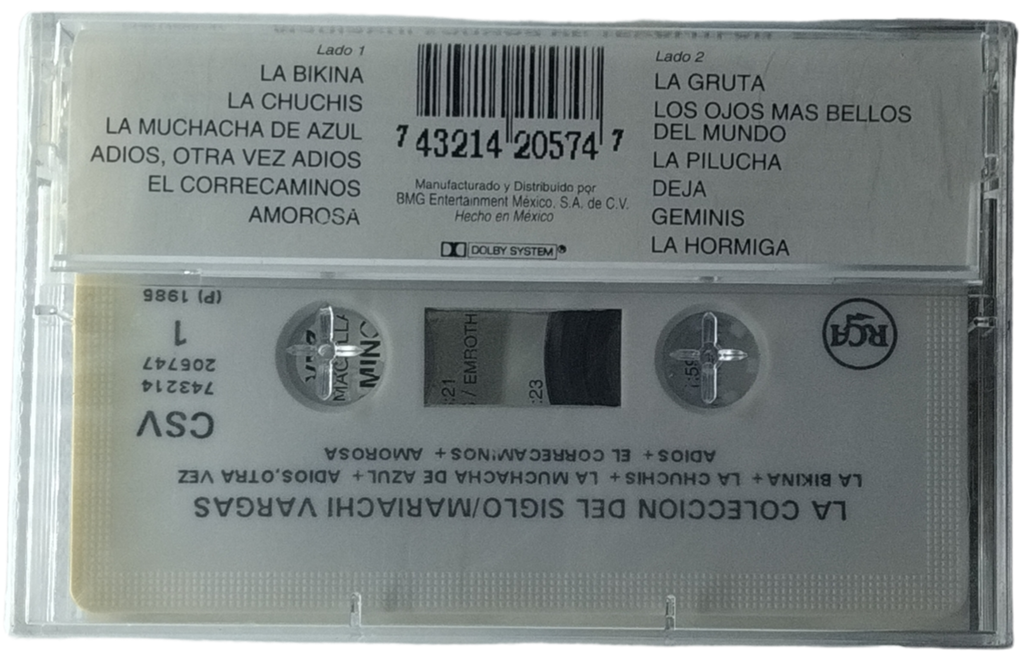 Lado 1
LA BIKINA
LA CHUCHIS
LA MUCHACHA DE AZUL
ADIOS, OTRA VEZ ADIOS
EL CORRECAMINOS
AMOROSA
7 43214 20574 7
Manufacturado y Distribuido por
BMG Entertainment México, S.A. de C.V.
Hecho en México
DOLBY SYSTEM®
Lado 2
LA GRUTA
LOS OJOS MAS BELLOS
DEL MUNDO
LA PILUCHA
DEJA
GEMINIS
LA HORMIGA
LA COLECCION DEL SIGLO/MARIACHI VARGAS
LA BIKINA+ LA CHUCHIS+ LA MUCHACHA DE AZUL+ ADIOS,OTRA VEZ
ADIOS+ EL CORRECAMINOS+ AMOROSA
CSV
743214
205747
1
(P) 1986
RCA
MINO
:21
/ EMROTH
:23